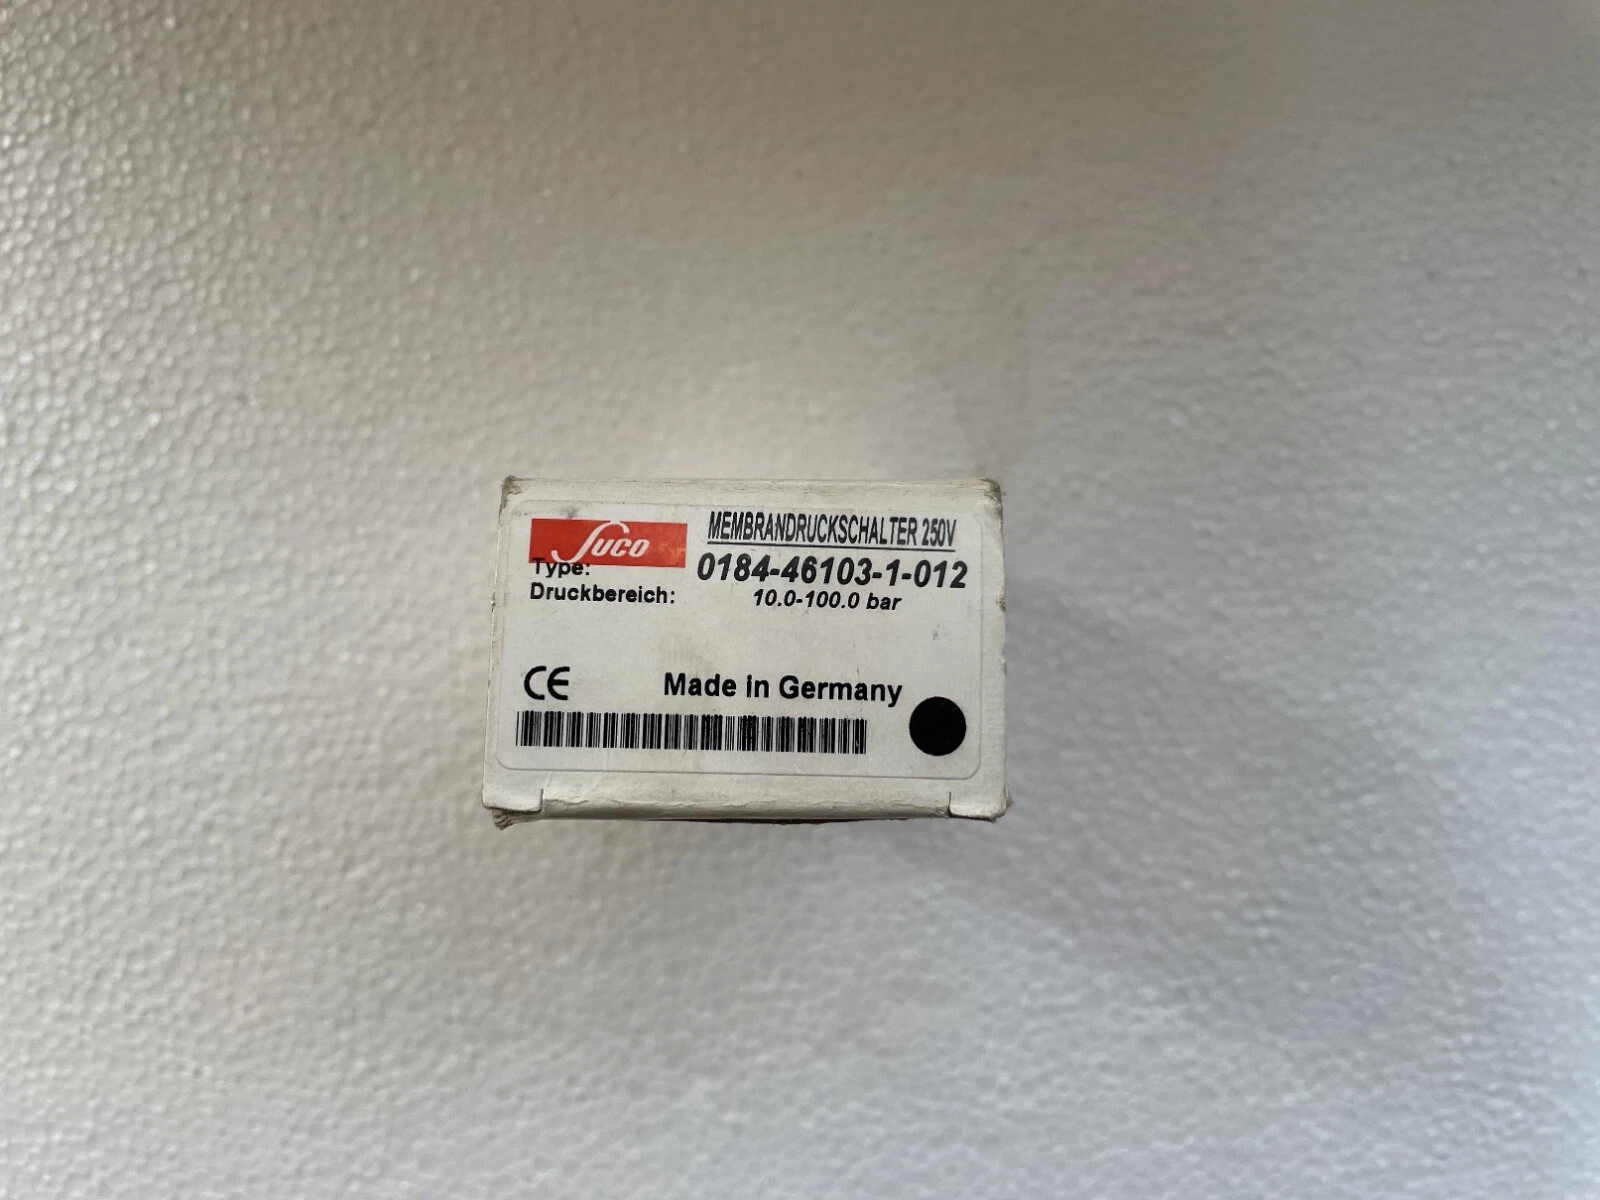 Suco
MEMBRANDRUCKSCHALTER 250V
Type: 0184-46103-1-012
Druckbereich: 10.0-100.0 bar
CE Made in Germany